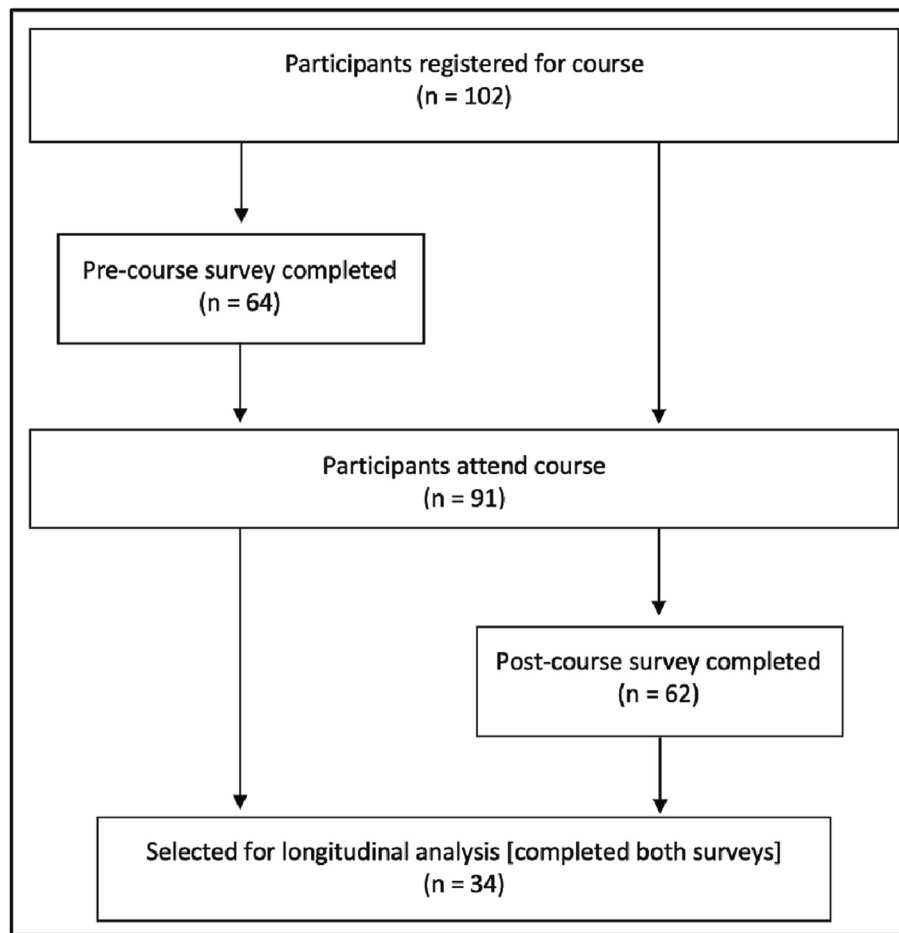 Participants registered for course
(n = 102)
Pre-course survey completed
(n = 64)
Participants attend course
(n = 91)
Post-course survey completed
(n = 62)
Selected for longitudinal analysis [completed both surveys]
(n = 34)